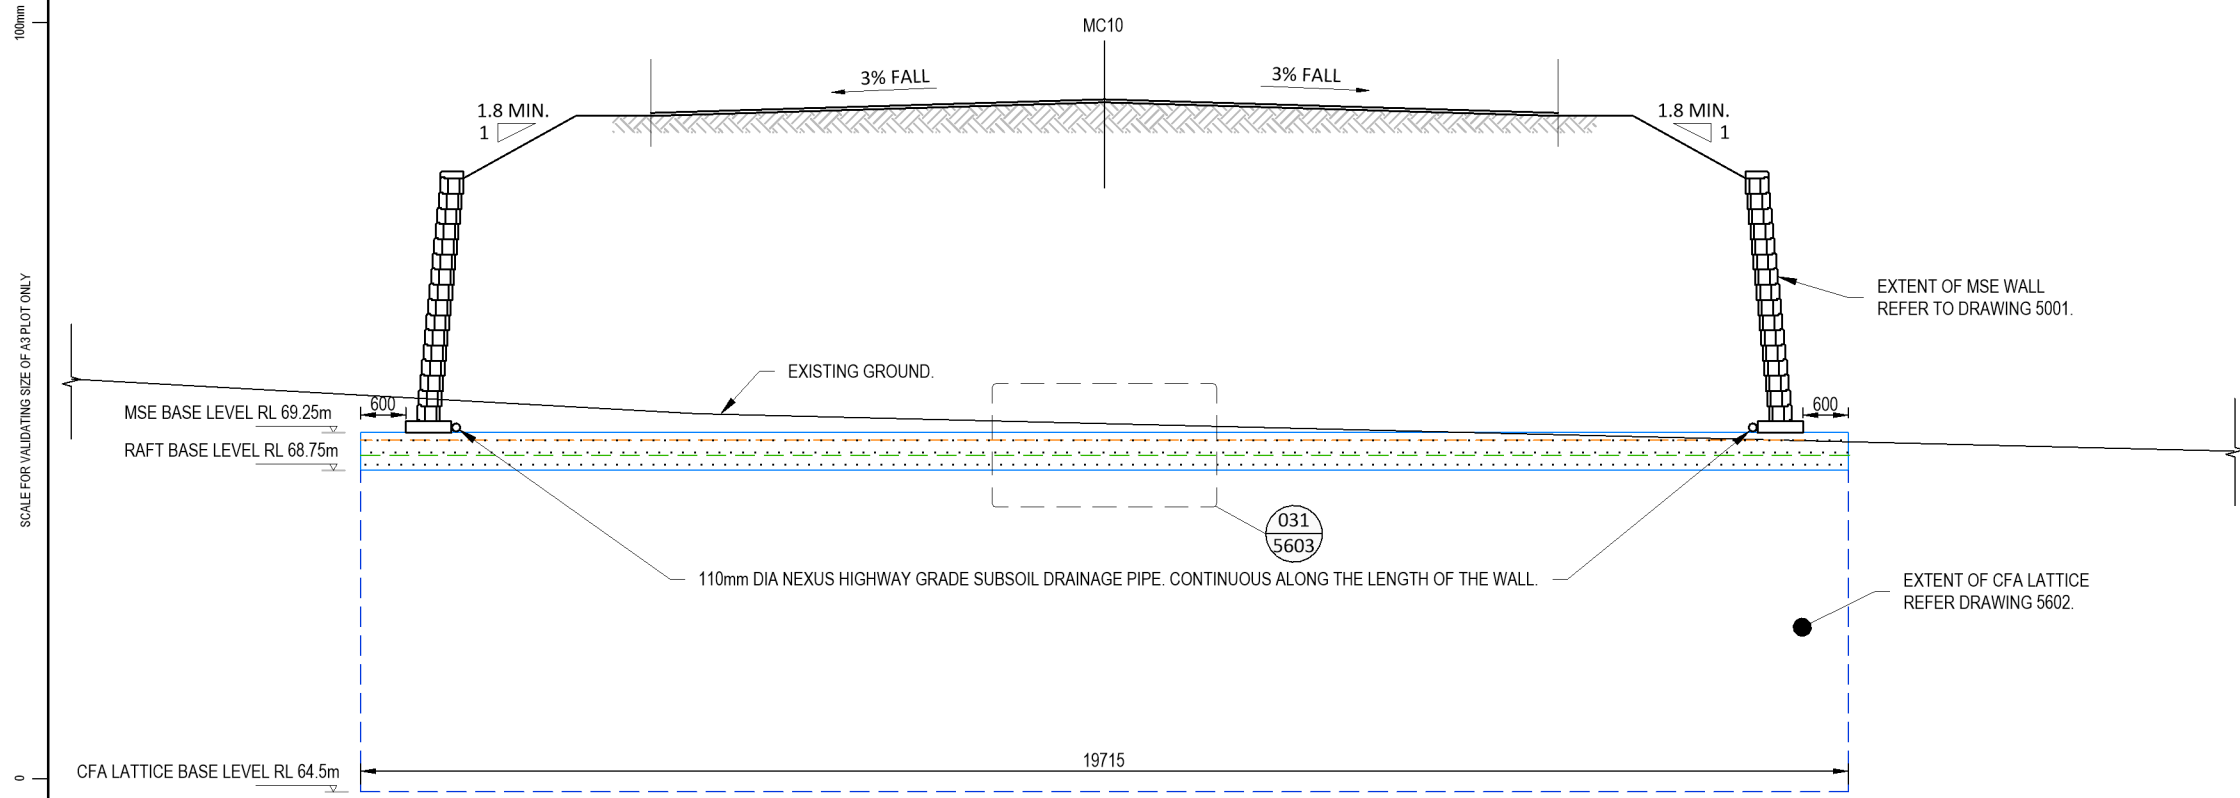 100mm
SCALE FOR VALIDATING SIZE OF A3 PLOT ONLY
0
MC10
3% FALL
3% FALL
1.8 MIN.
1
1.8 MIN.
1
EXTENT OF MSE WALL
REFER TO DRAWING 5001.
EXISTING GROUND.
MSE BASE LEVEL RL 69.25m
600
600
RAFT BASE LEVEL RL 68.75m
031
5603
110mm DIA NEXUS HIGHWAY GRADE SUBSOIL DRAINAGE PIPE. CONTINUOUS ALONG THE LENGTH OF THE WALL.
EXTENT OF CFA LATTICE
REFER DRAWING 5602.
19715
CFA LATTICE BASE LEVEL RL 64.5m